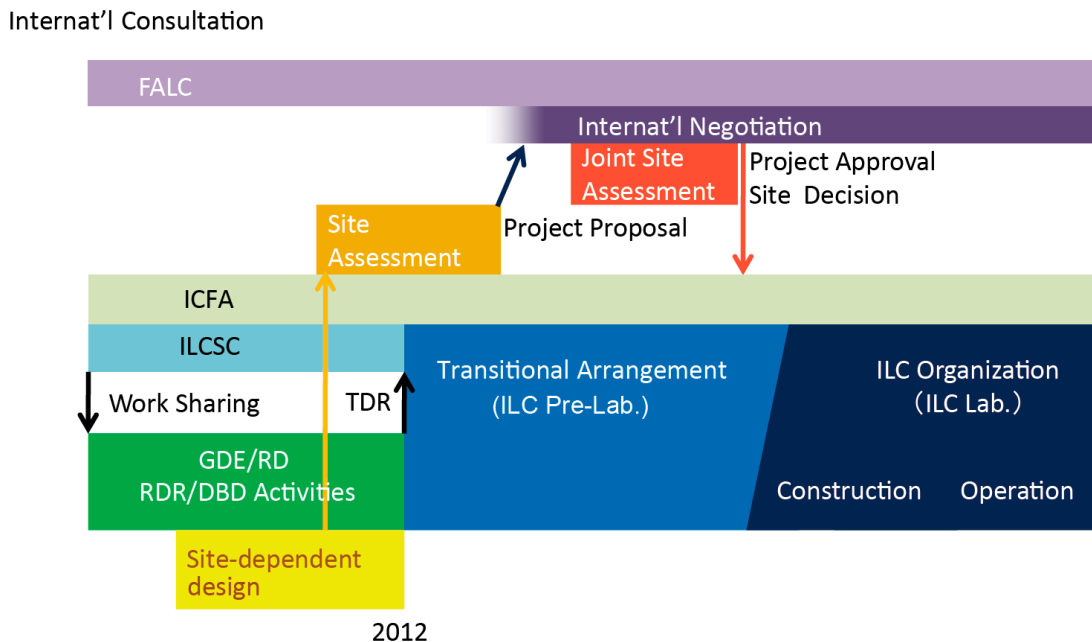 Internat’l Consultation
FALC
Internat’l Negotiation
Joint Site
Assessment
Project Approval
Site Decision
Site
Assessment
Project Proposal
ICFA
ILCSC
Work Sharing
TDR
Transitional Arrangement
(ILC Pre-Lab.)
ILC Organization
（ILC Lab.）
GDE/RD
RDR/DBD Activities
Construction
Operation
Site-dependent
design
2012